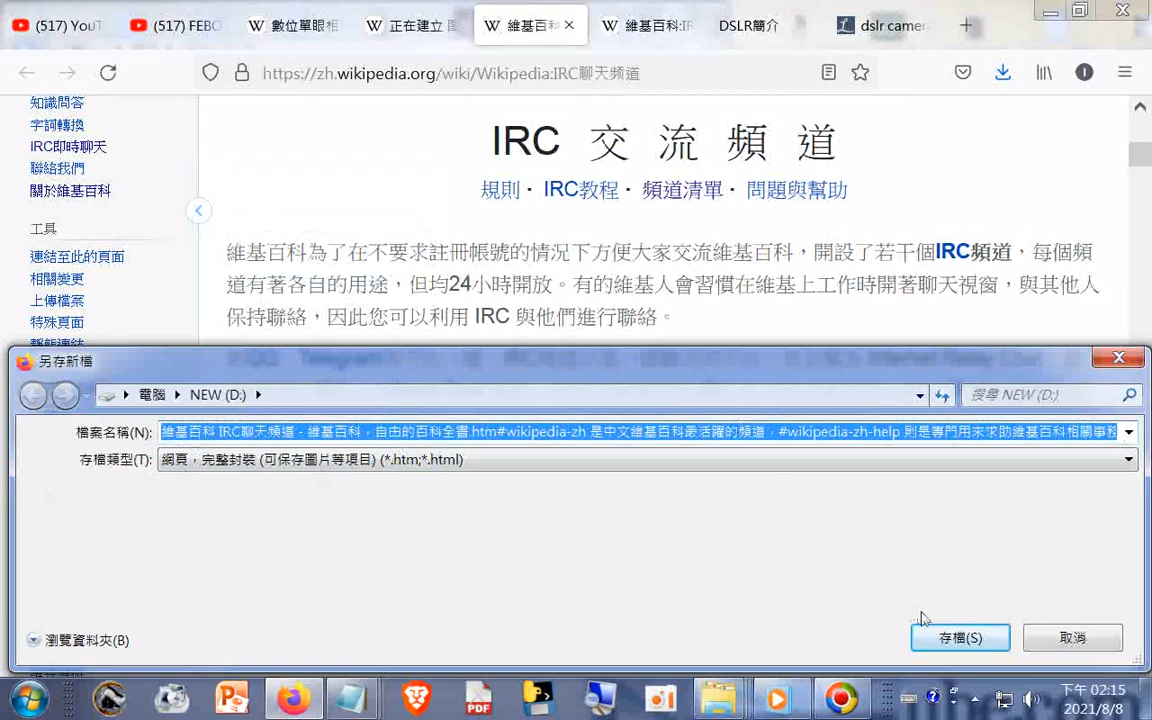 (517) YouT
(517) FEBO
數位單眼相
正在建立
維基百科
維基百科:IR
DSLR簡介
dslr camer
https://zh.wikipedia.org/wiki/Wikipedia:IRC聊天頻道
知識問答
字詞轉換
IRC即時聊天
聯絡我們
關於維基百科
工具
連結至此的頁面
相關變更
上傳檔案
特殊頁面
IRC 交 流 頻 道
規則· IRC教程· 頻道清單· 問題與幫助
維基百科為了在不要求註冊帳號的情況下方便大家交流維基百科，開設了若干個IRC頻道，每個頻
道有著各自的用途，但均24小時開放。有的維基人會習慣在維基上工作時開著聊天視窗，與其他人
保持聯絡，因此您可以利用 IRC 與他們進行聯絡。
另存新檔
電腦 NEW (D:)
搜尋 NEW (D:)
檔案名稱(N):
維基百科 IRC聊天頻道 - 維基百科，自由的百科全書.htm#wikipedia-zh 是中文維基百科最活躍的頻道，#wikipedia-zh-help 則是專門用來求助維基百科相關事務
存檔類型(T):
網頁，完整封裝 (可保存圖片等項目) (*.htm;*.html)
瀏覽資料夾(B)
存檔(S)
取消
下午 02:15
2021/8/8